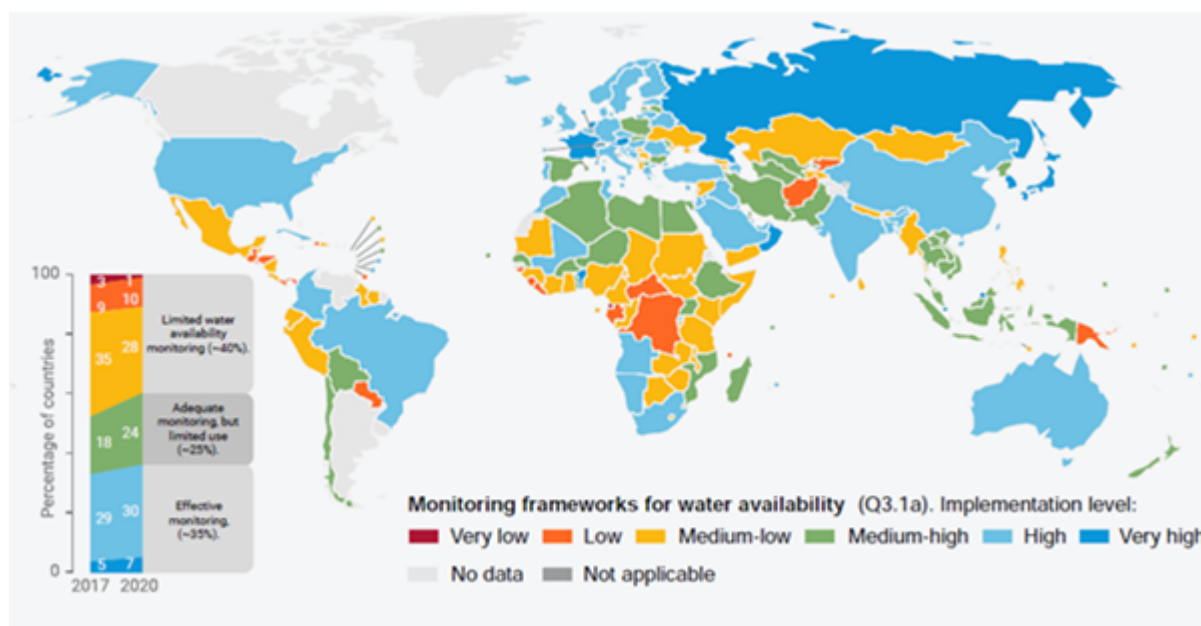 100
Percentage of countries
0
3 1
9 10
35 28
18 24
29 30
5 7
2017 2020
Limited water
availability
monitoring (~40%).
Adequate
monitoring, but
limited use
(~25%).
Effective
monitoring,
(~35%).
Monitoring frameworks for water availability (Q3.1a). Implementation level:
Very low Low Medium-low Medium-high High Very high
No data Not applicable